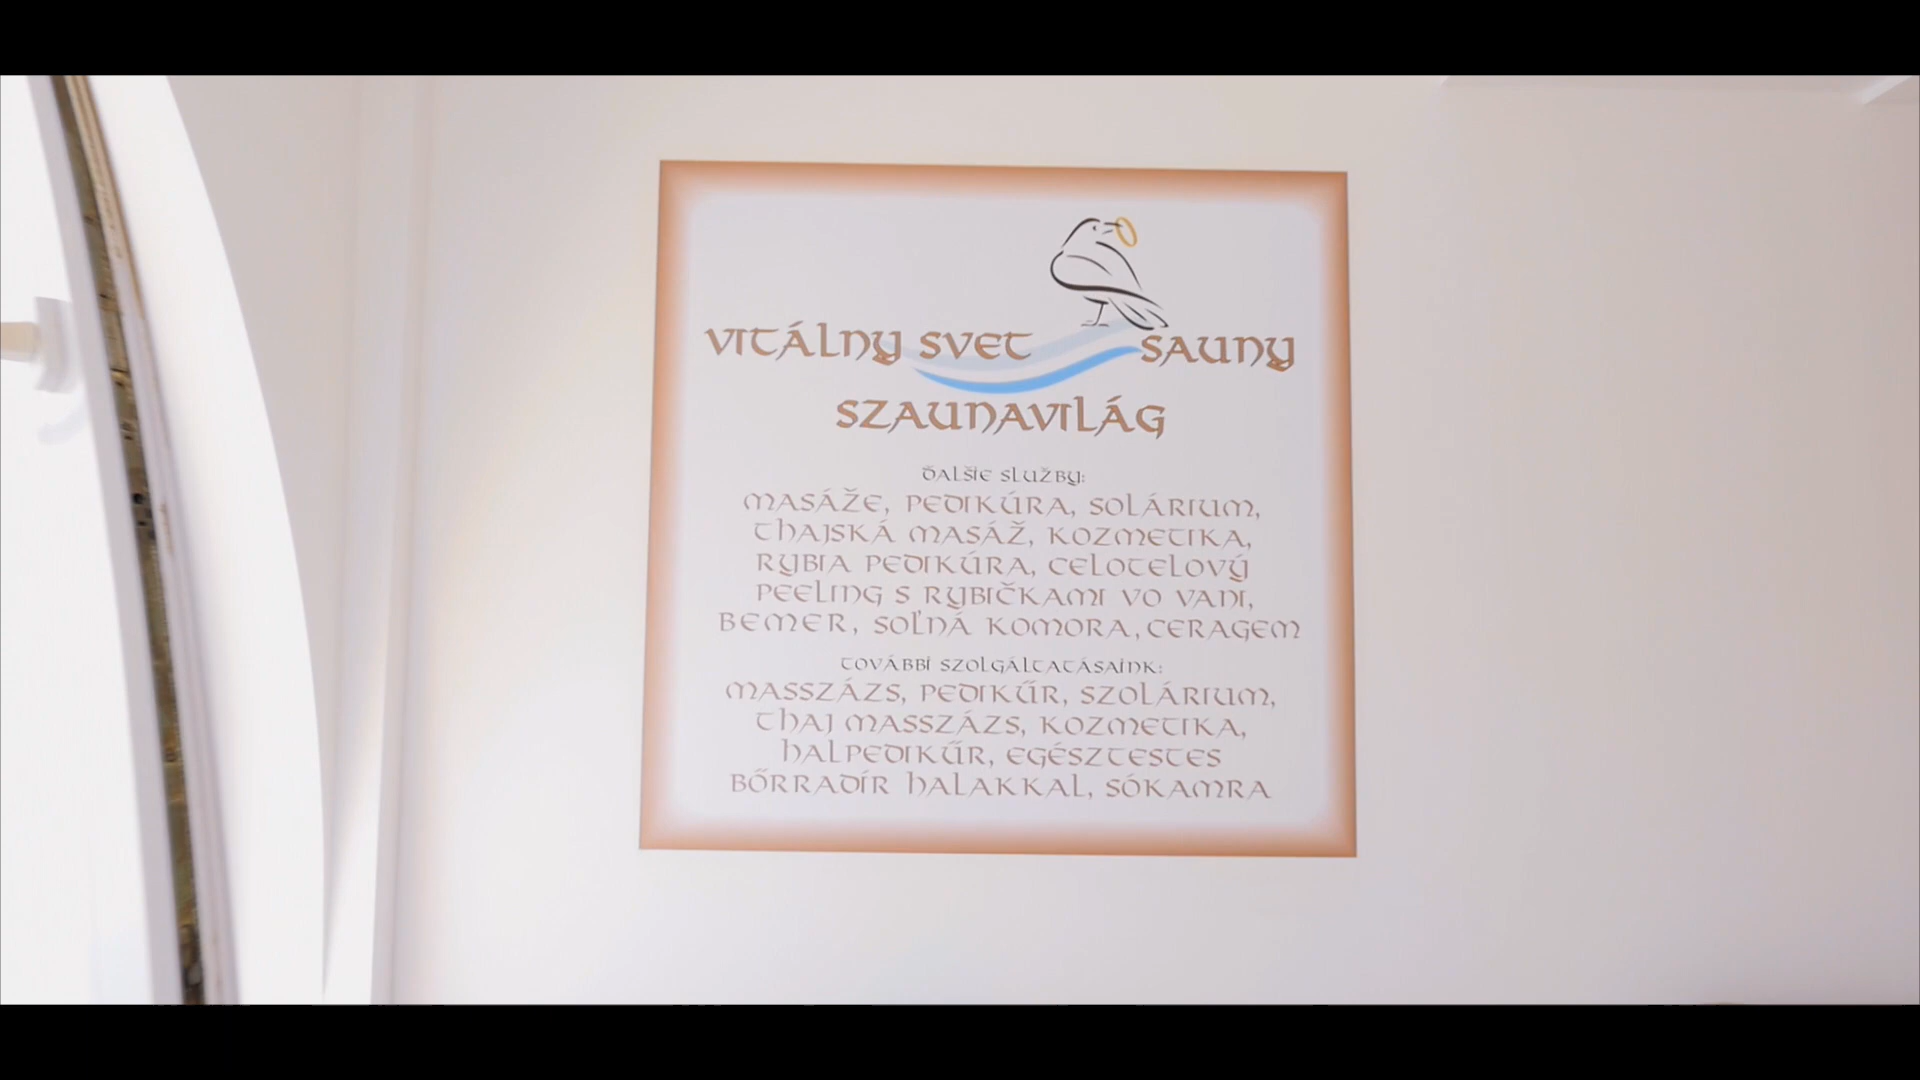 VITÁLNY SVET SAUNY
SZAUNAVILÁG
ĎALŠIE SLUŽBY:
MASÁŽE, PEDIKÚRA, SOLÁRIUM,
THAJSKÁ MASÁŽ, KOZMETIKA,
RYBIA PEDIKÚRA, CELOTELOVÝ
PEELING S RYBIČKAMI VO VANI,
BEMER, SOĽNÁ KOMORA, CERAGEM
TOVÁBBI SZOLGÁLTATÁSAINK:
MASSZÁZS, PEDIKŰR, SZOLÁRIUM,
THAJ MASSZÁZS, KOZMETIKA,
HALPEDIKŰR, EGÉSZTESTES
BŐRRADÍR HALAKKAL, SÓKAMRA